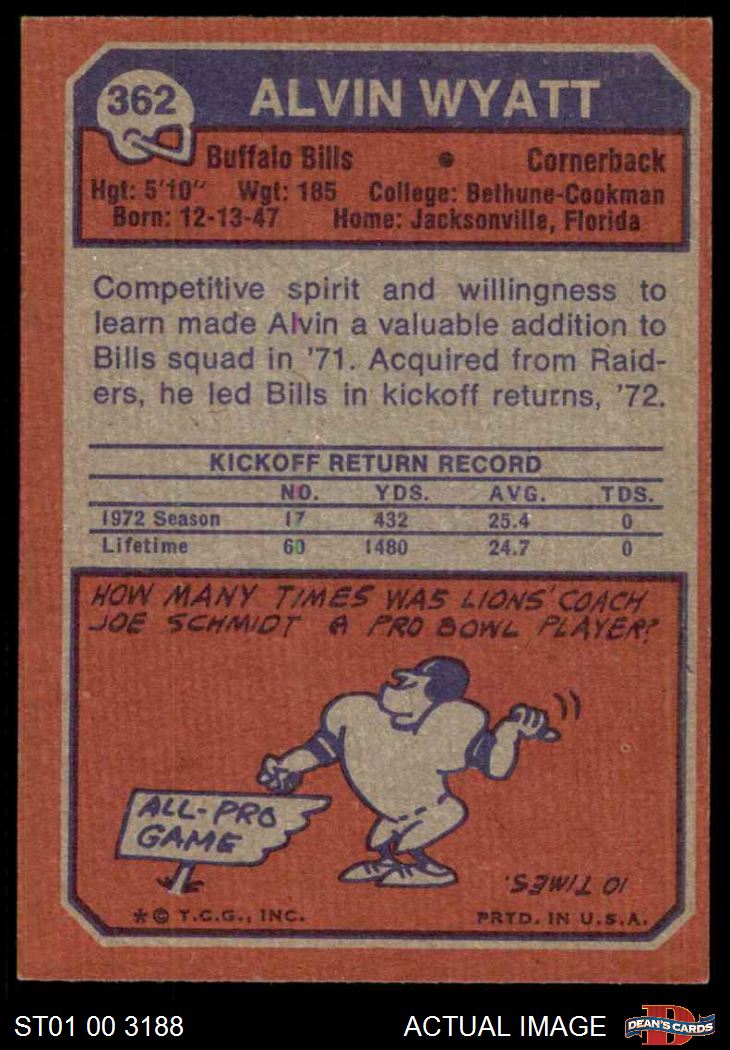 362 ALVIN WYATT
Buffalo Bills • Cornerback
Hgt: 5'10" Wgt: 185 College: Bethune-Cookman
Born: 12-13-47 Home: Jacksonville, Florida
Competitive spirit and willingness to
learn made Alvin a valuable addition to
Bills squad in '71. Acquired from Raid-
ers, he led Bills in kickoff returns, '72.
KICKOFF RETURN RECORD
NO. YDS. AVG. TDS.
1972 Season 17 432 25.4 0
Lifetime 60 1480 24.7 0
HOW MANY TIMES WAS LIONS' COACH
JOE SCHMIDT A PRO BOWL PLAYER?
ALL-PRO
GAME
10 TIMES.
*© T.C.G., INC. PRTD. IN U.S.A.
ST01 00 3188 ACTUAL IMAGE D DEAN'S CARDS